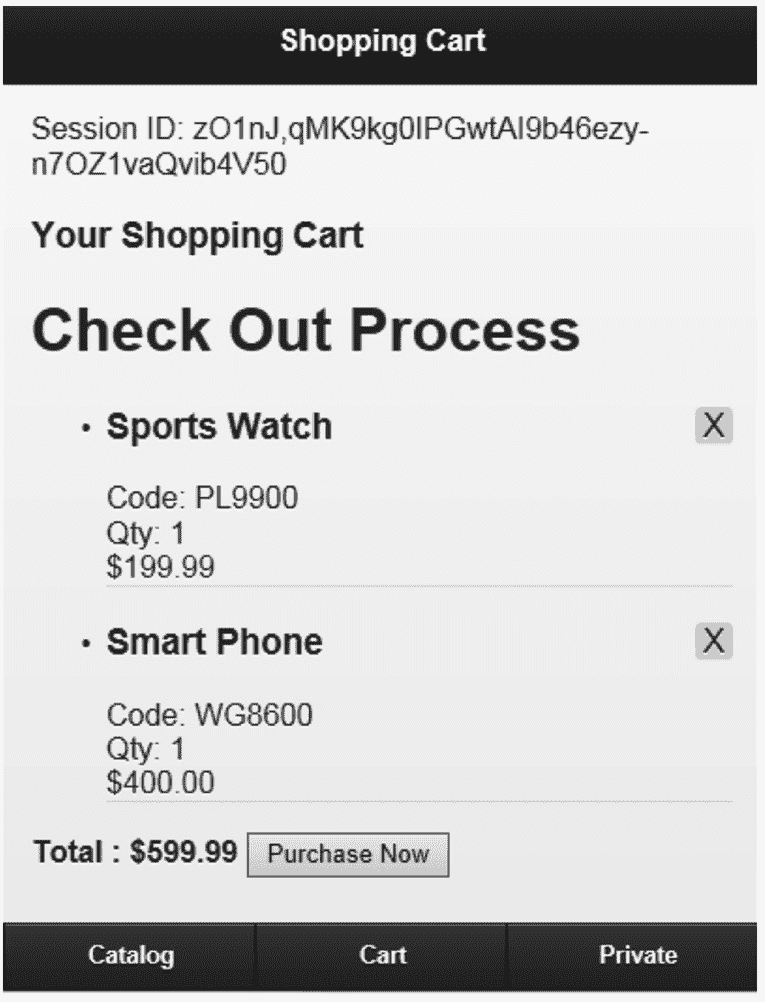 Shopping Cart
Session ID: zO1nJ,qMK9kg0IPGwtAI9b46ezy-
n7OZ1vaQvib4V50
Your Shopping Cart
Check Out Process
• Sports Watch X
Code: PL9900
Qty: 1
$199.99
• Smart Phone X
Code: WG8600
Qty: 1
$400.00
Total : $599.99 Purchase Now
Catalog Cart Private